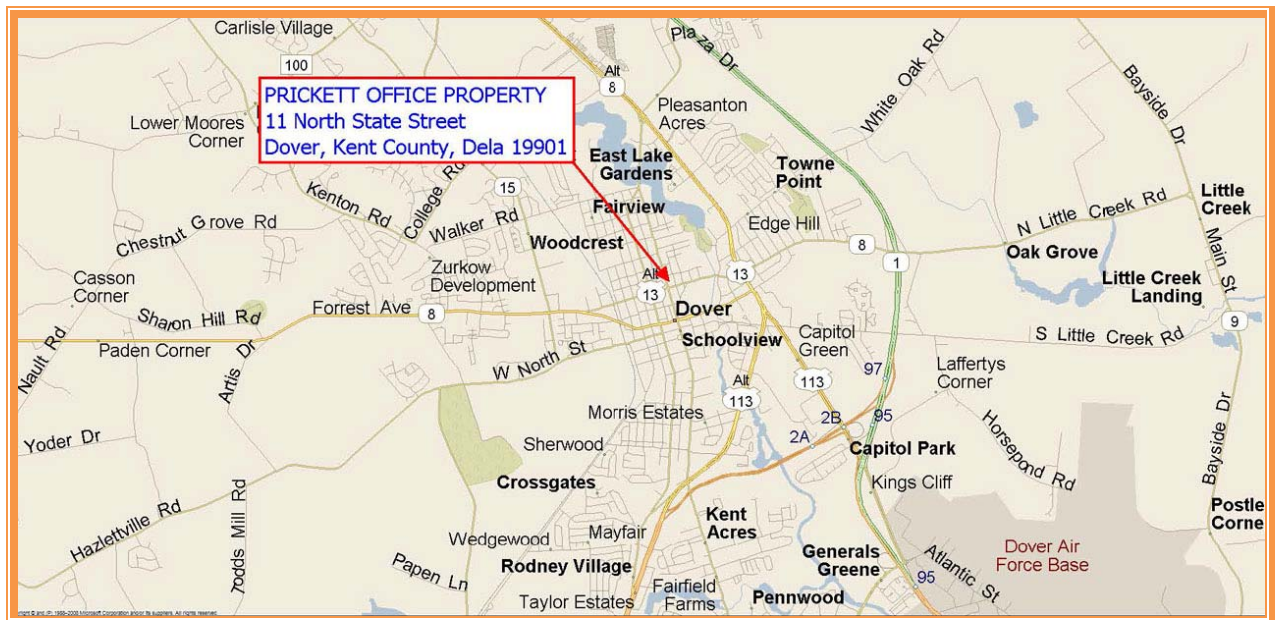 Carlisle Village
100
Plaza Dr
Alt
8
White Oak Rd
Bayside Dr
PRICKETT OFFICE PROPERTY
11 North State Street
Dover, Kent County, Dela 19901
Lower Moores
Corner
Pleasanton
Acres
East Lake
Gardens
Towne
Point
15
Kenton Rd
College Rd
Walker Rd
Fairview
Woodcrest
Edge Hill
8
1
N Little Creek Rd
Little
Creek
Oak Grove
Main St
Chestnut Grove Rd
Zurkow
Development
Casson
Corner
Alt
13
13
Dover
Little Creek
Landing
9
Sharon Hill Rd
Forrest Ave
8
Schoolview
Capitol
Green
S Little Creek Rd
Nault Rd
Paden Corner
Artis Dr
W North St
97
Laffertys
Corner
Alt
113
113
Morris Estates
2B
95
2A
Yoder Dr
Sherwood
Capitol Park
Horsepond Rd
Bayside Dr
Crossgates
Kings Cliff
Hazlettville Rd
Todds Mill Rd
Kent
Acres
Postle
Corne
Wedgewood
Mayfair
Papen Ln
Rodney Village
Generals
Greene
Atlantic St
Dover Air
Force Base
95
Taylor Estates
Fairfield
Farms
Pennwood